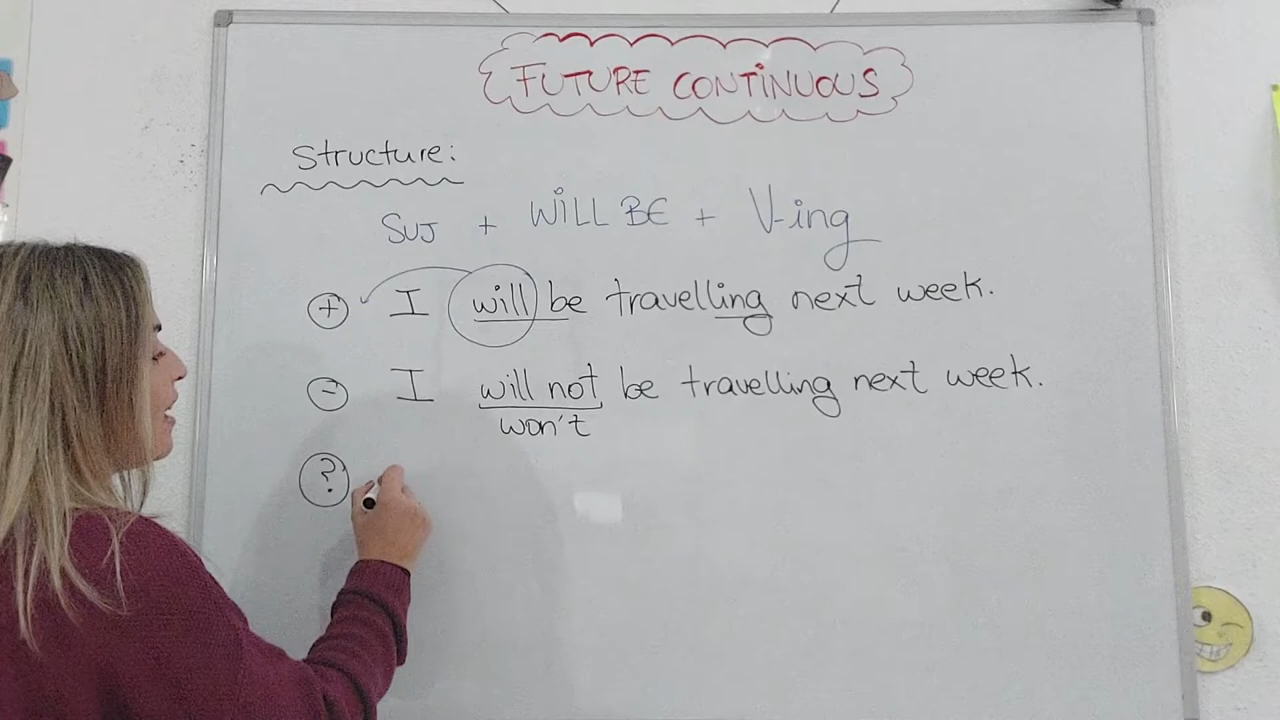 FUTURE CONTINUOUS
Structure:
SUJ + WILL BE + V-ing
+ I will be travelling next week.
- I will not be travelling next week.
won't
?